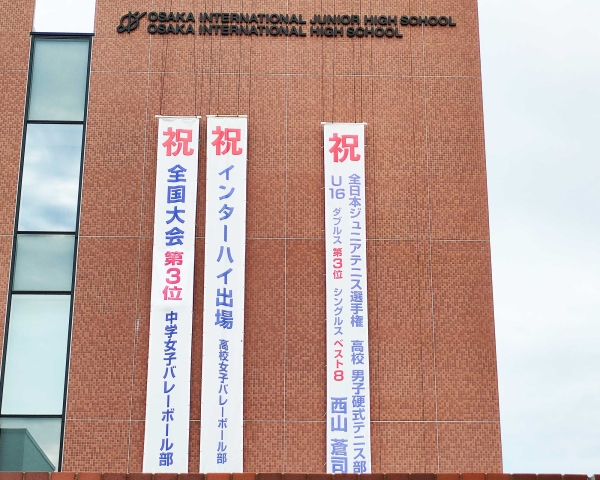 OSAKA INTERNATIONAL JUNIOR HIGH SCHOOL
OSAKA INTERNATIONAL HIGH SCHOOL
祝 全国大会 第3位 中学女子バレーボール部
祝 インターハイ出場 高校女子バレーボール部
祝
全日本ジュニアテニス選手権 高校 男子硬式テニス部
U16 ダブルス 第3位 シングルス ベスト8 西山 蒼司